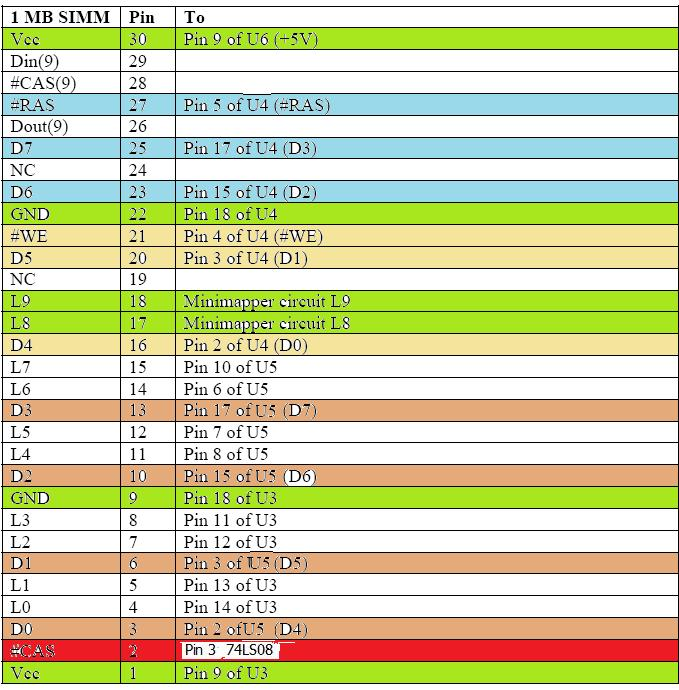 1 MB SIMM Pin To
Vcc 30 Pin 9 of U6 (+5V)
Din(9) 29
#CAS(9) 28
#RAS 27 Pin 5 of U4 (#RAS)
Dout(9) 26
D7 25 Pin 17 of U4 (D3)
NC 24
D6 23 Pin 15 of U4 (D2)
GND 22 Pin 18 of U4
#WE 21 Pin 4 of U4 (#WE)
D5 20 Pin 3 of U4 (D1)
NC 19
L9 18 Minimapper circuit L9
L8 17 Minimapper circuit L8
D4 16 Pin 2 of U4 (D0)
L7 15 Pin 10 of U5
L6 14 Pin 6 of U5
D3 13 Pin 17 of U5 (D7)
L5 12 Pin 7 of U5
L4 11 Pin 8 of U5
D2 10 Pin 15 of U5 (D6)
GND 9 Pin 18 of U3
L3 8 Pin 11 of U3
L2 7 Pin 12 of U3
D1 6 Pin 3 of U5 (D5)
L1 5 Pin 13 of U3
L0 4 Pin 14 of U3
D0 3 Pin 2 of U5 (D4)
#CAS 2 Pin 3 74LS08
Vcc 1 Pin 9 of U3